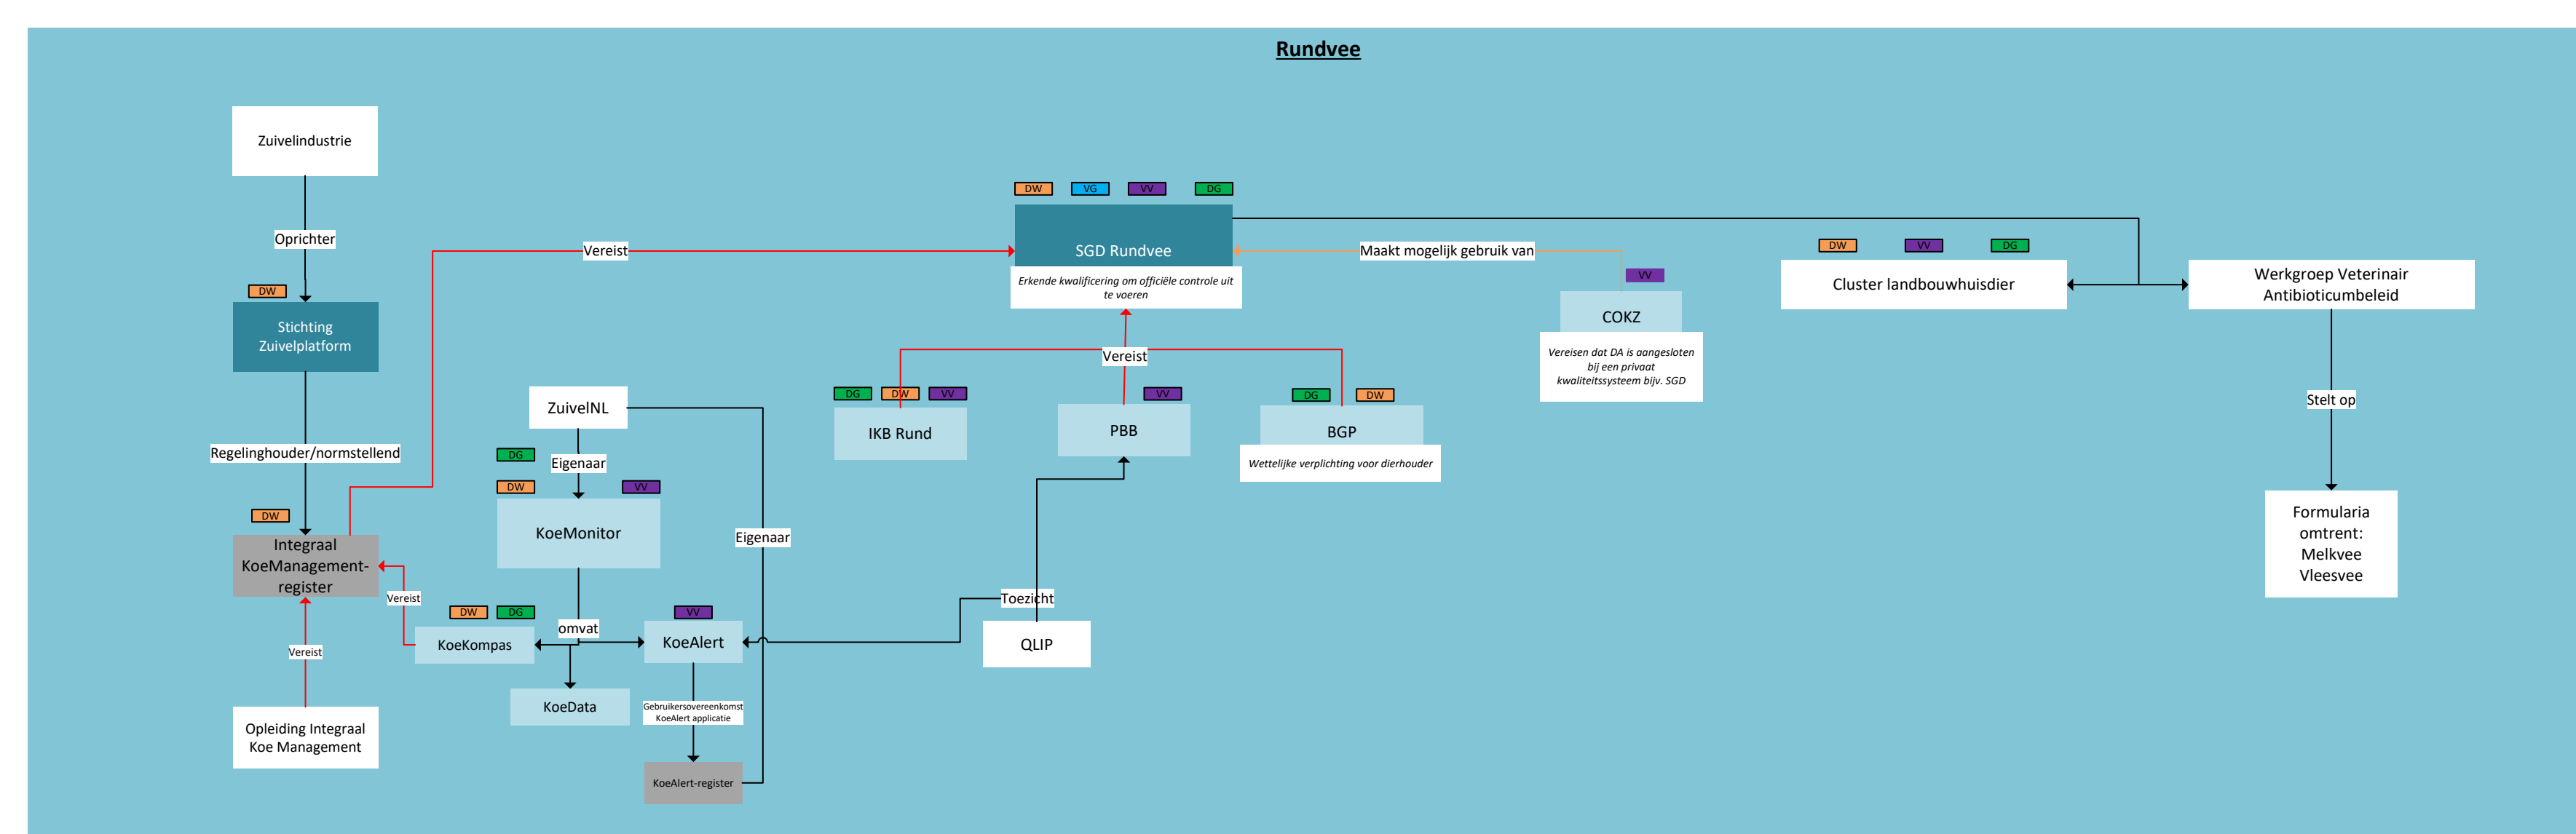 Rundvee
Zuivelindustrie
Oprichter
DW
Stichting
Zuivelplatform
Regelinghouder/normstellend
DW
Integraal
KoeManagement-
register
Vereist
Opleiding Integraal
Koe Management
Vereist
Vereist
ZuivelNL
DG
Eigenaar
DW
VV
KoeMonitor
Eigenaar
omvat
DW
DG
KoeKompas
KoeData
VV
KoeAlert
Gebruikersovereenkomst
KoeAlert applicatie
KoeAlert-register
Toezicht
QLIP
DW
VG
VV
DG
SGD Rundvee
Erkende kwalificering om officiële controle uit
te voeren
Vereist
DG
DW
VV
IKB Rund
VV
PBB
DG
DW
BGP
Wettelijke verplichting voor dierhouder
Maakt mogelijk gebruik van
VV
COKZ
Vereisen dat DA is aangesloten
bij een privaat
kwaliteitssysteem bijv. SGD
DW
VV
DG
Cluster landbouwhuisdier
Werkgroep Veterinair
Antibioticumbeleid
Stelt op
Formularia
omtrent:
Melkvee
Vleesvee